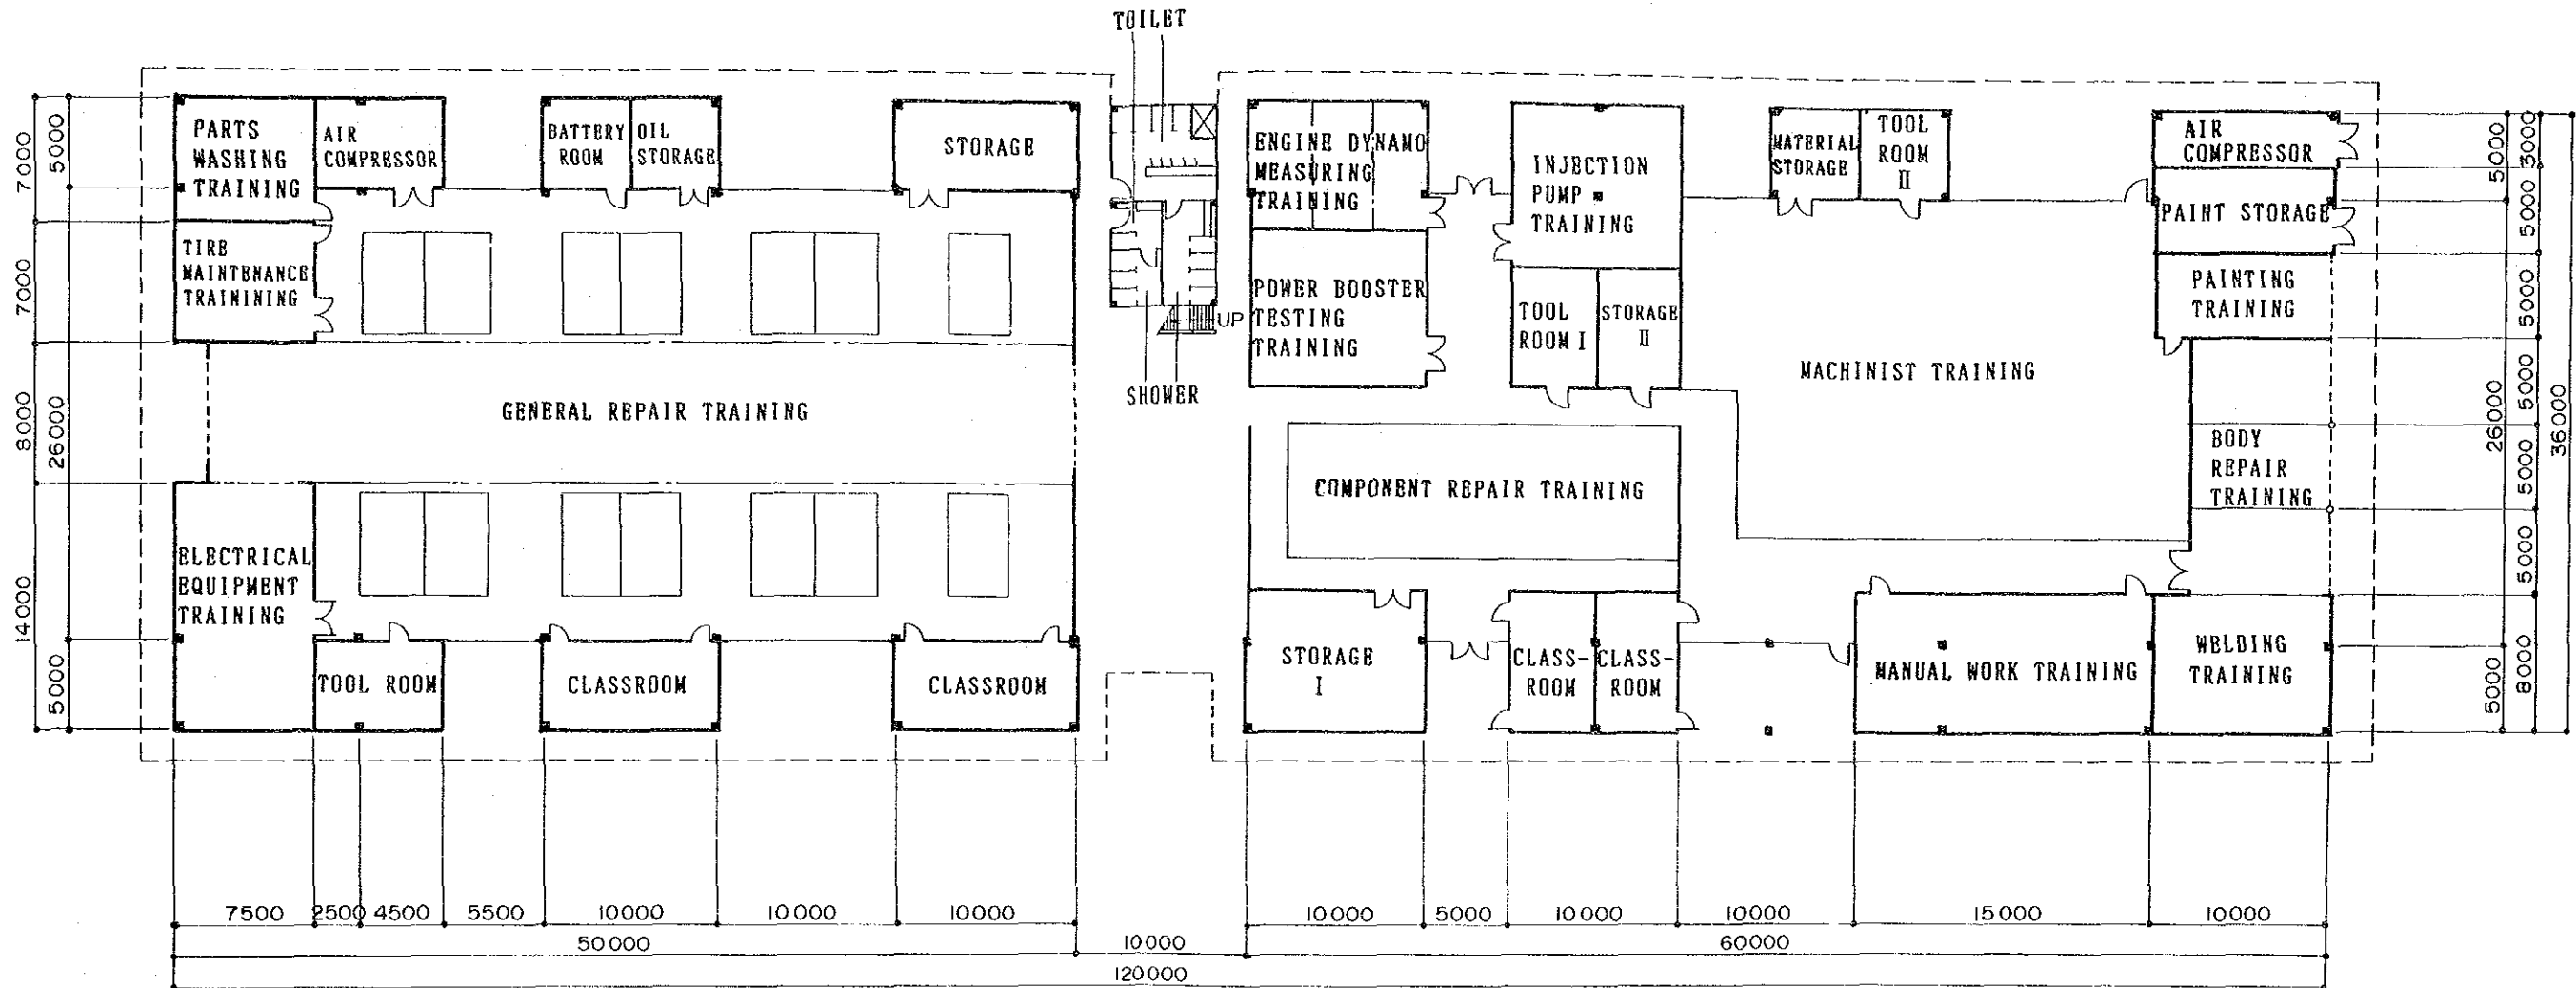 TOILET
PARTS
WASHING
TRAINING
AIR
COMPRESSOR
BATTERY
ROOM
OIL
STORAGE
STORAGE
ENGINE DYNAMO
MEASURING
TRAINING
INJECTION
PUMP
TRAINING
MATERIAL
STORAGE
TOOL
ROOM
II
AIR
COMPRESSOR
PAINT STORAGE
TIRE
MAINTENANCE
TRAINING
TRAINING
POWER BOOSTER
TESTING
TRAINING
UP
TOOL
ROOM I
STORAGE
II
PAINTING
TRAINING
MACHINIST TRAINING
SHOWER
GENERAL REPAIR TRAINING
BODY
REPAIR
TRAINING
COMPONENT REPAIR TRAINING
ELECTRICAL
EQUIPMENT
TRAINING
TOOL ROOM
CLASSROOM
CLASSROOM
STORAGE
I
CLASS-
ROOM
CLASS-
ROOM
MANUAL WORK TRAINING
WELDING
TRAINING
7000
7000
8000
14000
5000
26000
5000
5000
26000
5000
5000
5000
5000
5000
5000
5000
8000
36000
7500
2500
4500
5500
10000
10000
10000
10000
5000
10000
10000
15000
10000
50000
10000
60000
120000